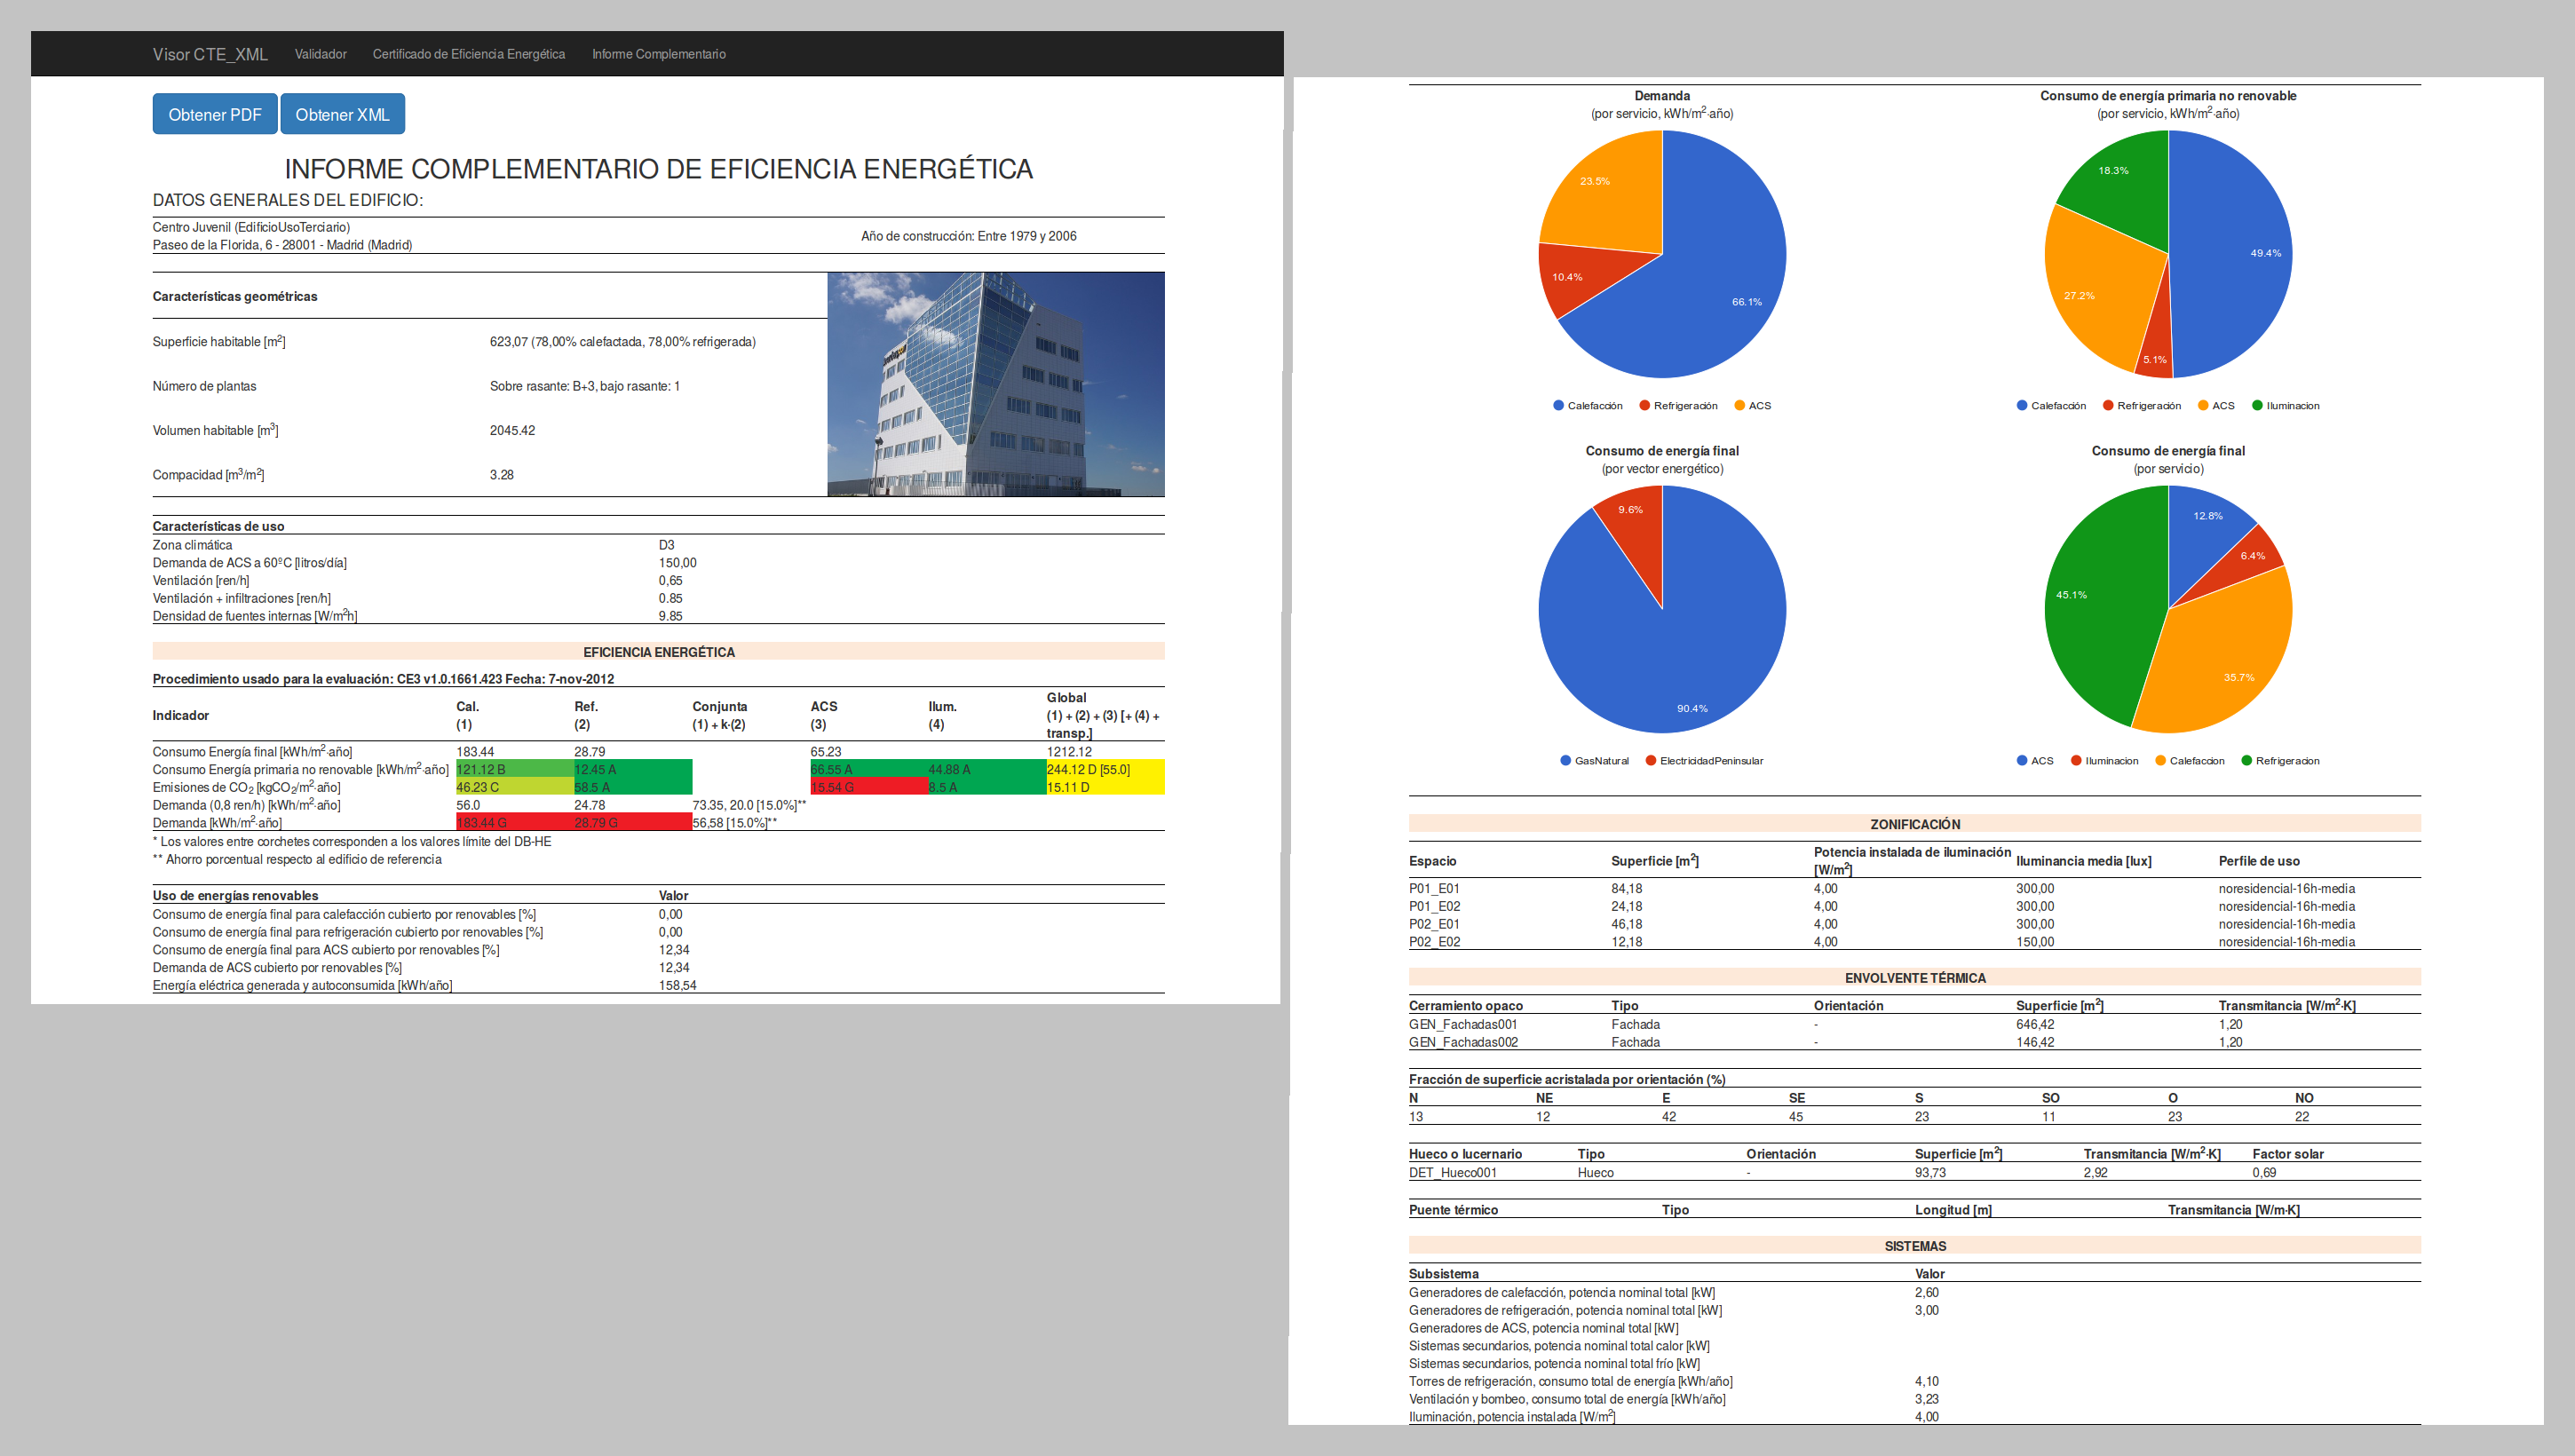 Visor CTE_XML Validador Certificado de Eficiencia Energética Informe Complementario
Obtener PDF Obtener XML
INFORME COMPLEMENTARIO DE EFICIENCIA ENERGÉTICA
DATOS GENERALES DEL EDIFICIO:
Centro Juvenil (EdificioUsoTerciario)
Paseo de la Florida, 6 - 28001 - Madrid (Madrid)
Año de construcción: Entre 1979 y 2006
Características geométricas
Superficie habitable [m²] 623,07 (78,00% calefactada, 78,00% refrigerada)
Número de plantas Sobre rasante: B+3, bajo rasante: 1
Volumen habitable [m³] 2045.42
Compacidad [m³/m²] 3.28
Características de uso
Zona climática D3
Demanda de ACS a 60ºC [litros/día] 150,00
Ventilación [ren/h] 0,65
Ventilación + infiltraciones [ren/h] 0.85
Densidad de fuentes internas [W/m²h] 9.85
EFICIENCIA ENERGÉTICA
Procedimiento usado para la evaluación: CE3 v1.0.1661.423 Fecha: 7-nov-2012
Indicador Cal. (1) Ref. (2) Conjunta (1) + k·(2) ACS (3) Ilum. (4) Global (1) + (2) + (3) [+ (4) + transp.]
Consumo Energía final [kWh/m²·año] 183.44 28.79 65.23 1212.12
Consumo Energía primaria no renovable [kWh/m²·año] 121.12 B 12.45 A 66.55 A 44.88 A 244.12 D [55.0]
Emisiones de CO₂ [kgCO₂/m²·año] 46.23 C 58.5 A 15.54 G 8.5 A 15.11 D
Demanda (0,8 ren/h) [kWh/m²·año] 56.0 24.78 73.35, 20.0 [15.0%]**
Demanda [kWh/m²·año] 183.44 G 28.79 G 56,58 [15.0%]**
* Los valores entre corchetes corresponden a los valores límite del DB-HE
** Ahorro porcentual respecto al edificio de referencia
Uso de energías renovables Valor
Consumo de energía final para calefacción cubierto por renovables [%] 0,00
Consumo de energía final para refrigeración cubierto por renovables [%] 0,00
Consumo de energía final para ACS cubierto por renovables [%] 12,34
Demanda de ACS cubierto por renovables [%] 12,34
Energía eléctrica generada y autoconsumida [kWh/año] 158,54
Demanda
(por servicio, kWh/m²·año)
23.5%
10.4%
66.1%
Calefacción Refrigeración ACS
Consumo de energía primaria no renovable
(por servicio, kWh/m²·año)
18.3%
49.4%
27.2%
5.1%
Calefacción Refrigeración ACS Iluminacion
Consumo de energía final
(por vector energético)
9.6%
90.4%
GasNatural ElectricidadPeninsular
Consumo de energía final
(por servicio)
12.8%
6.4%
45.1%
35.7%
ACS Iluminacion Calefaccion Refrigeracion
ZONIFICACIÓN
Espacio Superficie [m²] Potencia instalada de iluminación [W/m²] Iluminancia media [lux] Perfile de uso
P01_E01 84,18 4,00 300,00 noresidencial-16h-media
P01_E02 24,18 4,00 300,00 noresidencial-16h-media
P02_E01 46,18 4,00 300,00 noresidencial-16h-media
P02_E02 12,18 4,00 150,00 noresidencial-16h-media
ENVOLVENTE TÉRMICA
Cerramiento opaco Tipo Orientación Superficie [m²] Transmitancia [W/m²·K]
GEN_Fachadas001 Fachada - 646,42 1,20
GEN_Fachadas002 Fachada - 146,42 1,20
Fracción de superficie acristalada por orientación (%)
N NE E SE S SO O NO
13 12 42 45 23 11 23 22
Hueco o lucernario Tipo Orientación Superficie [m²] Transmitancia [W/m²·K] Factor solar
DET_Hueco001 Hueco - 93,73 2,92 0,69
Puente térmico Tipo Longitud [m] Transmitancia [W/m·K]
SISTEMAS
Subsistema Valor
Generadores de calefacción, potencia nominal total [kW] 2,60
Generadores de refrigeración, potencia nominal total [kW] 3,00
Generadores de ACS, potencia nominal total [kW]
Sistemas secundarios, potencia nominal total calor [kW]
Sistemas secundarios, potencia nominal total frío [kW]
Torres de refrigeración, consumo total de energía [kWh/año] 4,10
Ventilación y bombeo, consumo total de energía [kWh/año] 3,23
Iluminación, potencia instalada [W/m²] 4,00